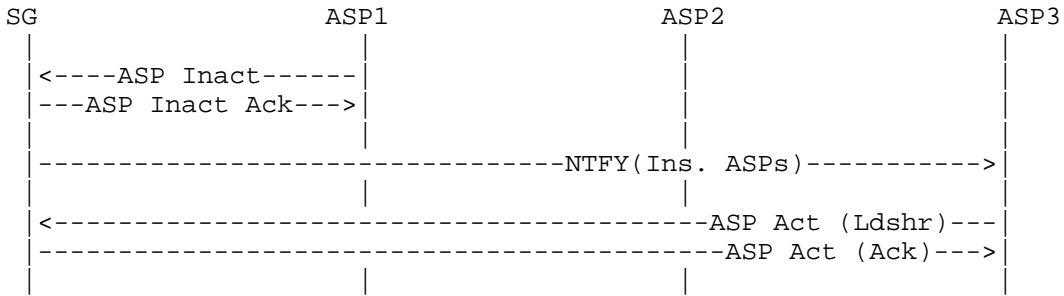 SG ASP1 ASP2 ASP3
<----ASP Inact------
---ASP Inact Ack--->
---------------------------------NTFY(Ins. ASPs)----------->
<------------------------------------------ASP Act (Ldshr)---
-------------------------------------------ASP Act (Ack)--->